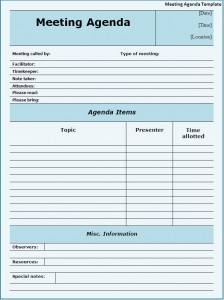 Meeting Agenda Template
Meeting Agenda
[Date]
[Time]
[Location]
Meeting called by: Type of meeting:
Facilitator:
Timekeeper:
Note taker:
Attendees:
Please read:
Please bring:
Agenda Items
Topic Presenter Time
allotted
Misc. Information
Observers:
Resources:
Special notes: